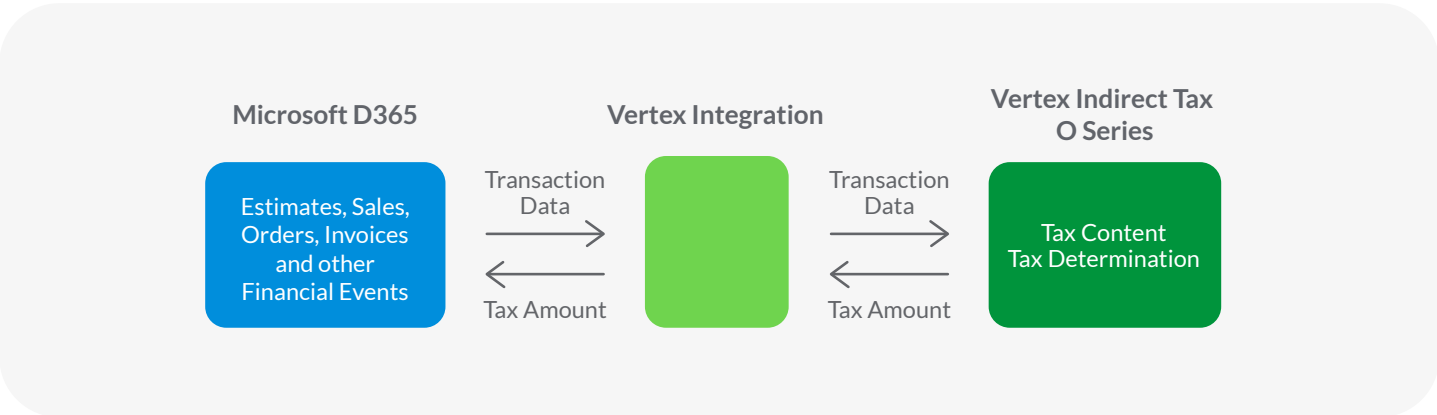 Microsoft D365
Estimates, Sales,
Orders, Invoices
and other
Financial Events
Transaction
Data
Tax Amount
Vertex Integration
Transaction
Data
Tax Amount
Vertex Indirect Tax
O Series
Tax Content
Tax Determination